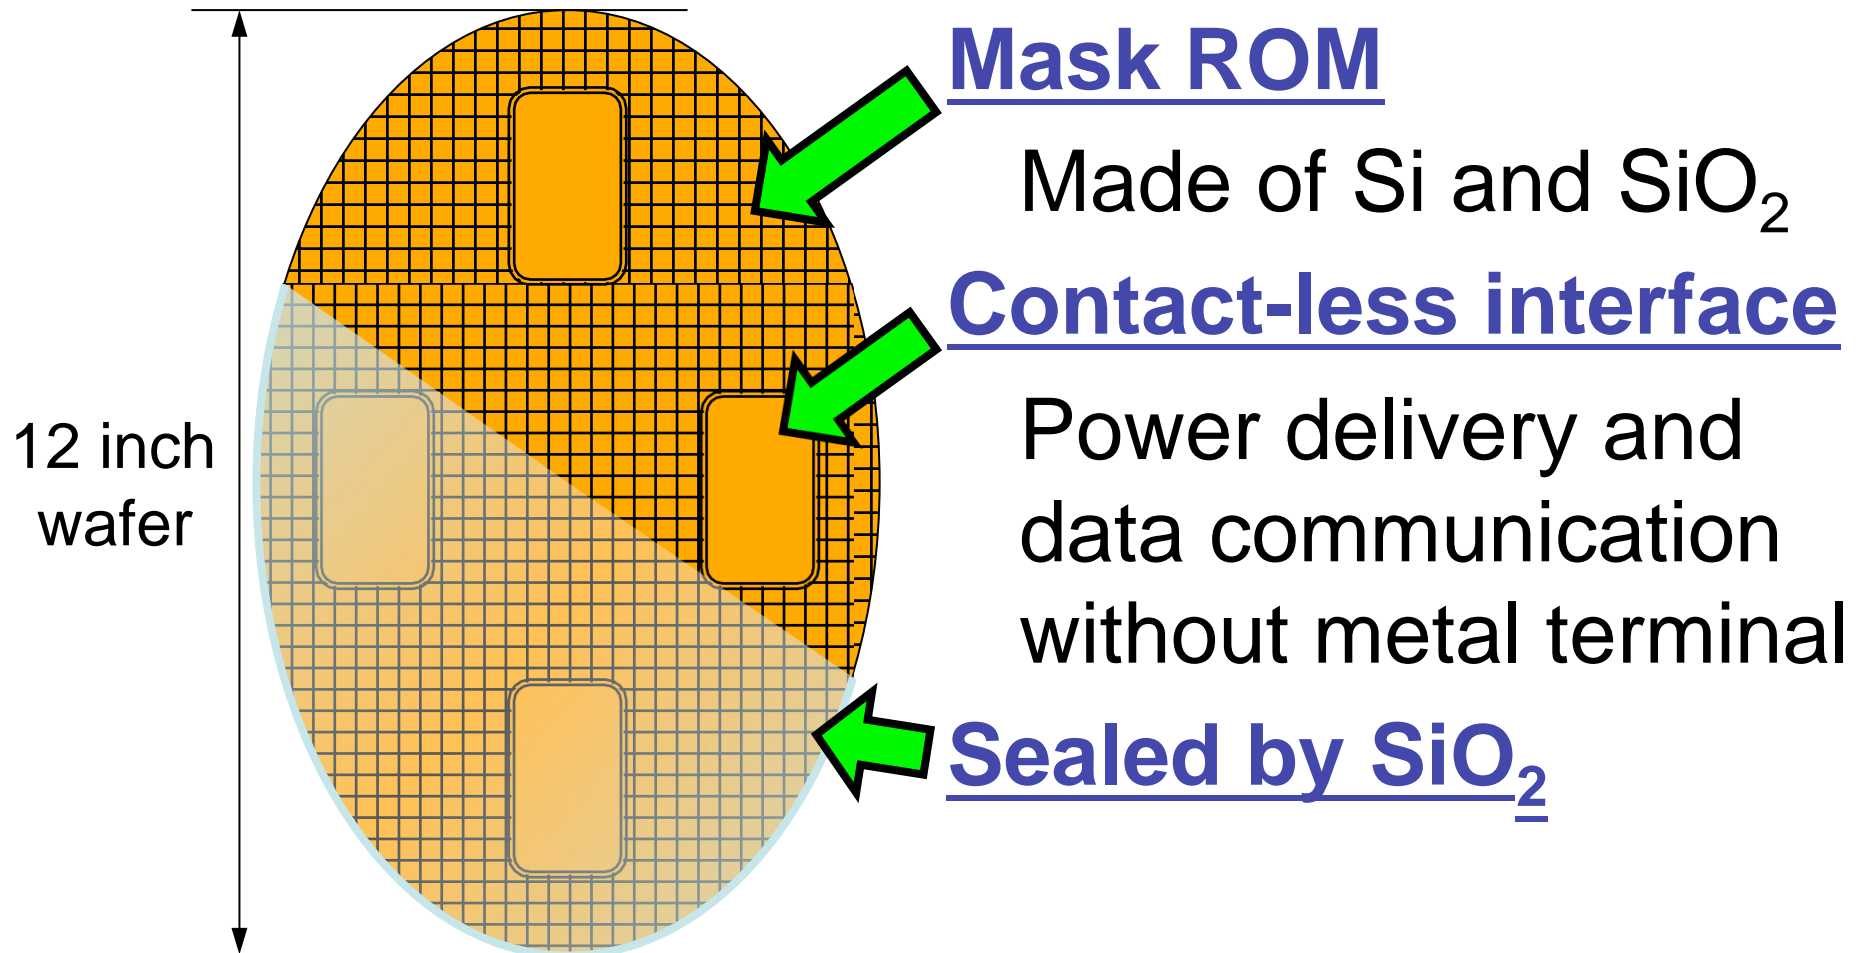 Mask ROM
Made of Si and SiO₂
Contact-less interface
Power delivery and
data communication
without metal terminal
Sealed by SiO₂
12 inch
wafer